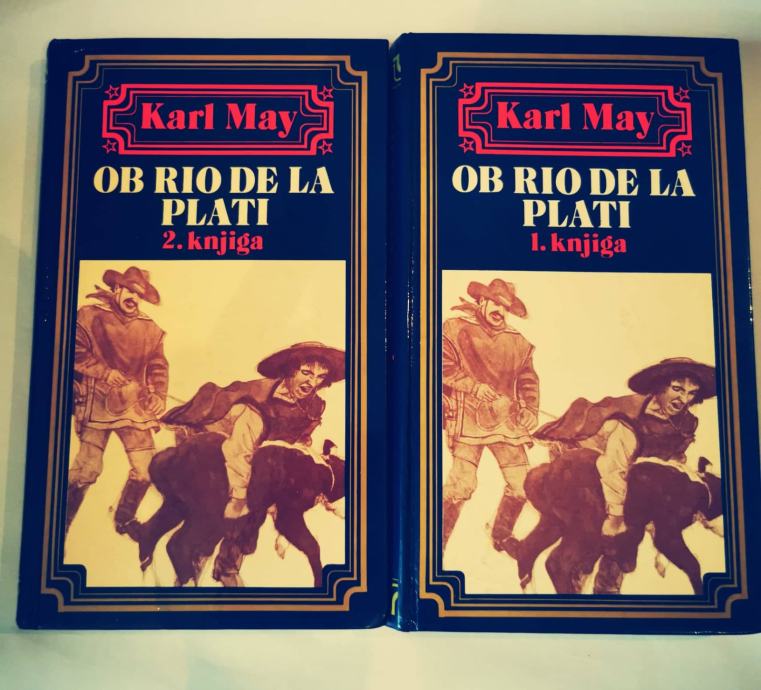 Karl May
OB RIO DE LA
PLATI
2. knjiga
Karl May
OB RIO DE LA
PLATI
1. knjiga